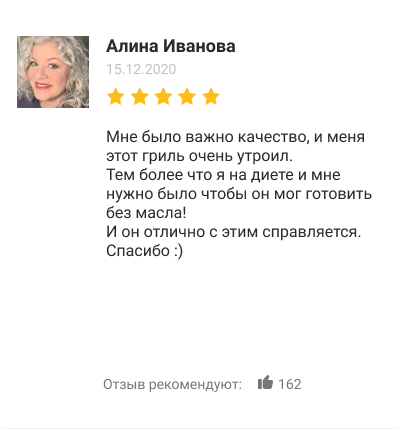 Алина Иванова
15.12.2020
Мне было важно качество, и меня
этот гриль очень утроил.
Тем более что я на диете и мне
нужно было чтобы он мог готовить
без масла!
И он отлично с этим справляется.
Спасибо :)
Отзыв рекомендуют: 162